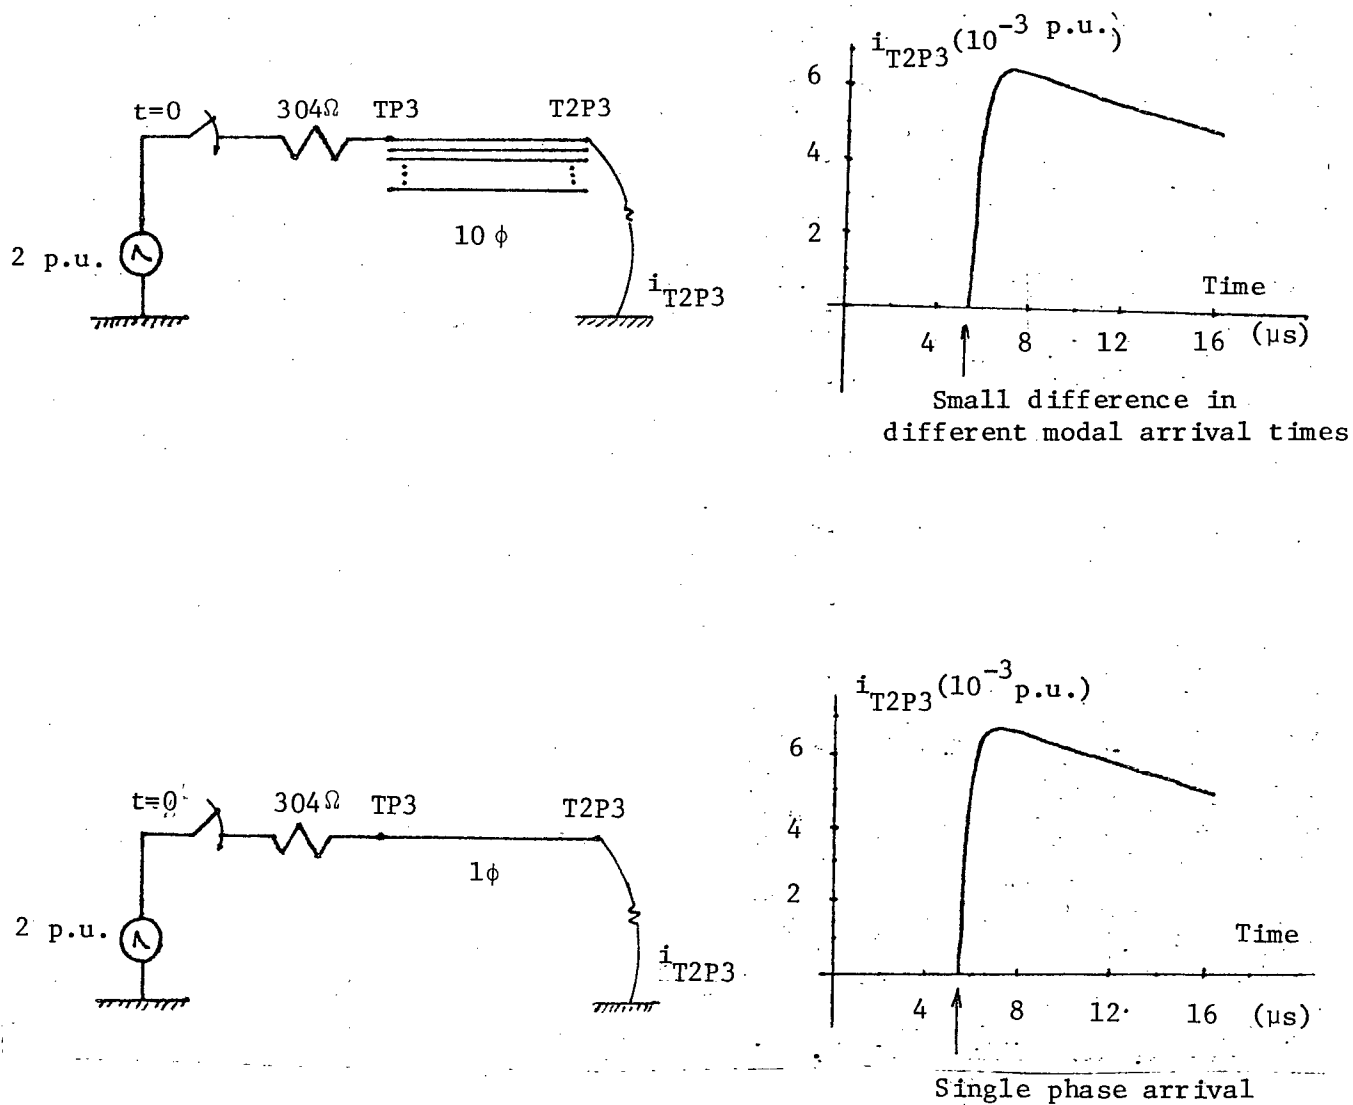 i_T2P3 (10^-3 p.u.)
6
4
2
Time
4 8 12 16 (μs)
Small difference in
different modal arrival times
t=0 304Ω TP3 T2P3
10 φ
2 p.u.
i_T2P3
i_T2P3 (10^-3 p.u.)
6
4
2
Time
4 8 12 16 (μs)
Single phase arrival
t=0 304Ω TP3 T2P3
1φ
2 p.u.
i_T2P3